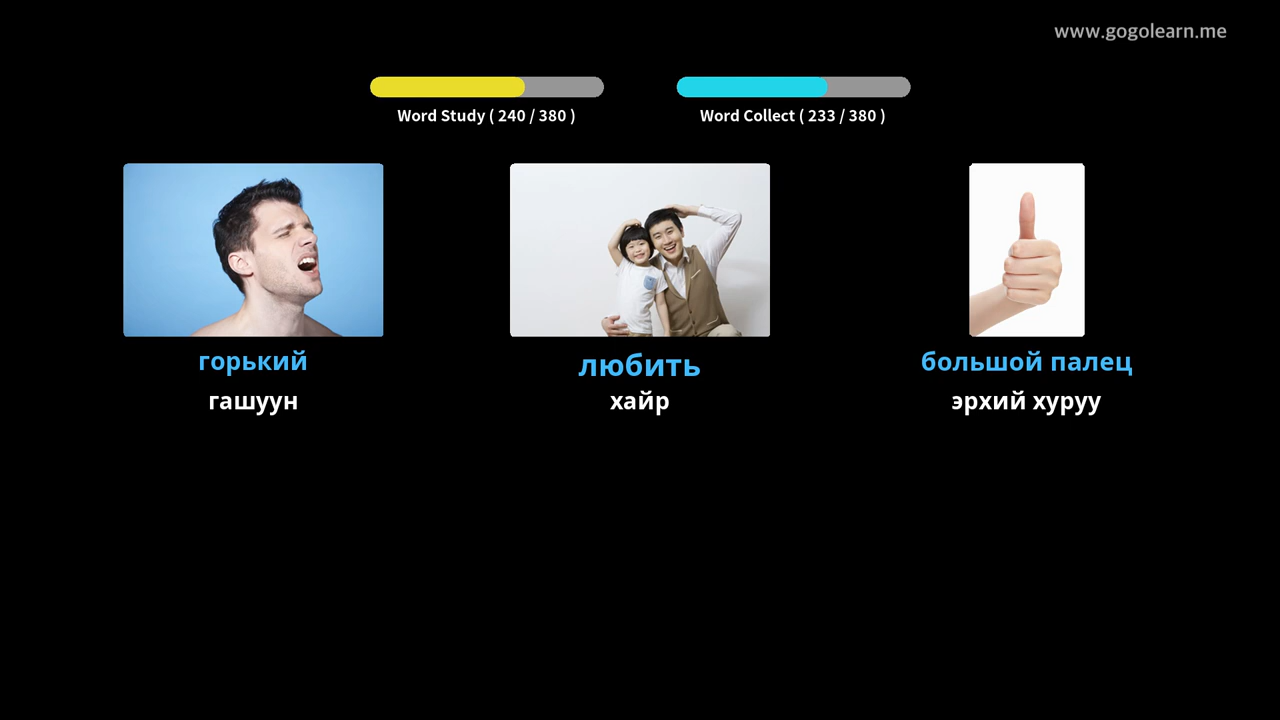 www.gogolearn.me
Word Study ( 240 / 380 )
Word Collect ( 233 / 380 )
горький
любить
большой палец
гашуун
хайр
эрхий хуруу